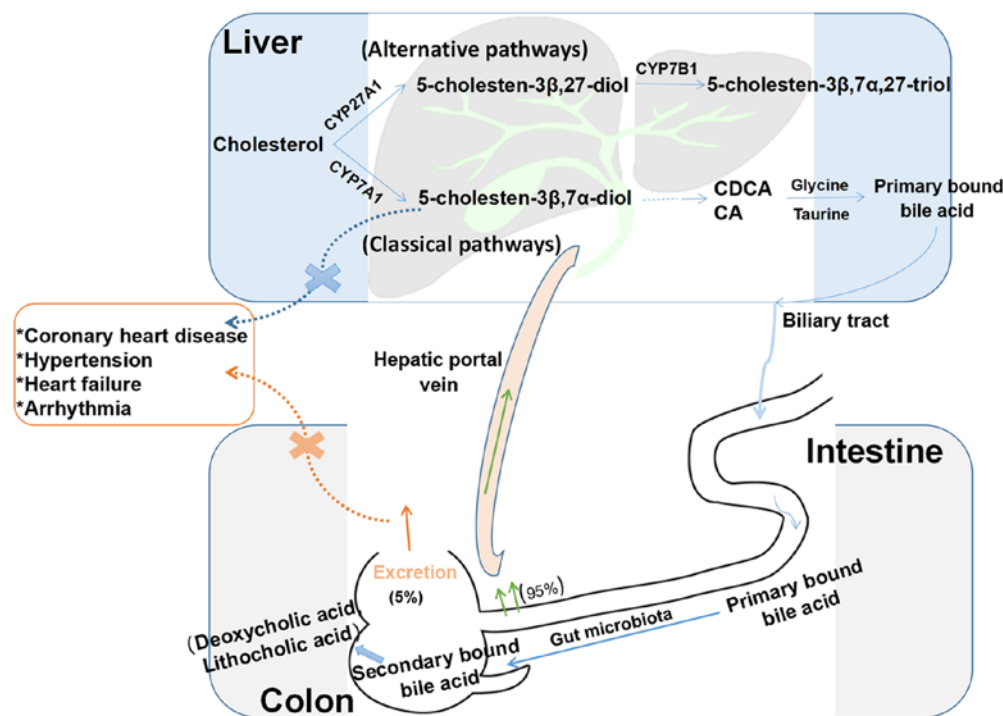 Liver
(Alternative pathways)
CYP27A1
5-cholesten-3β,27-diol
CYP7B1
5-cholesten-3β,7α,27-triol
Cholesterol
CYP7A1
5-cholesten-3β,7α-diol
(Classical pathways)
CDCA
CA
Glycine
Taurine
Primary bound
bile acid
Biliary tract
*Coronary heart disease
*Hypertension
*Heart failure
*Arrhythmia
Hepatic portal
vein
Intestine
Excretion
(5%)
(95%)
Primary bound
bile acid
Gut microbiota
Secondary bound
bile acid
(Deoxycholic acid,
Lithocholic acid)
Colon